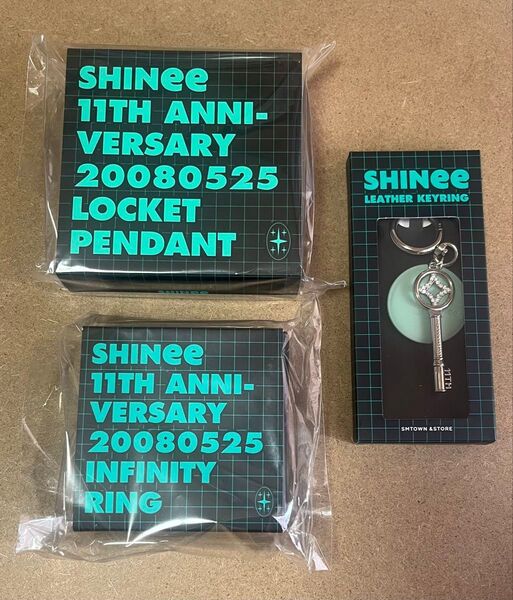 SHINee
11TH ANNI-
VERSARY
20080525
LOCKET
PENDANT
SHINee
SHINee
11TH ANNI-
VERSARY
20080525
INFINITY
RING
SHINee
LEATHER KEYRING
11TH
SMTOWN &STORE